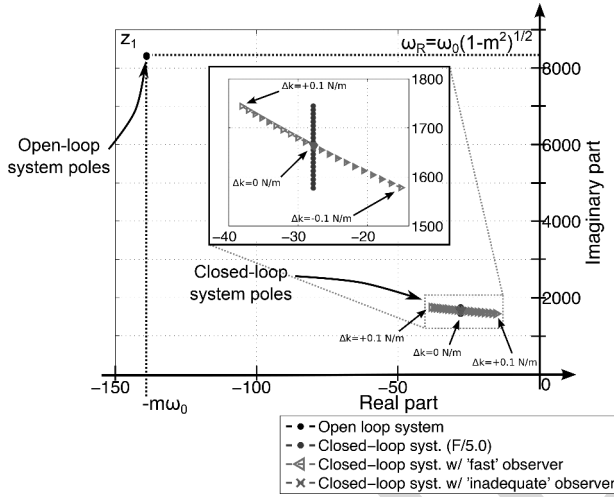 z₁
ω_R=ω₀(1-m²)^1/2
8000
6000
4000
2000
0
Imaginary part
Open-loop
system poles
1800
1700
1600
1500
−40
−30
−20
Δk=+0.1 N/m
Δk=0 N/m
Δk=-0.1 N/m
Closed-loop
system poles
Δk=+0.1 N/m
Δk=0 N/m
Δk=+0.1 N/m
−150
−100
−50
0
-mω₀
Real part
Open loop system
Closed−loop syst. (F/5.0)
Closed−loop syst. w/ 'fast' observer
Closed−loop syst. w/ 'inadequate' observer